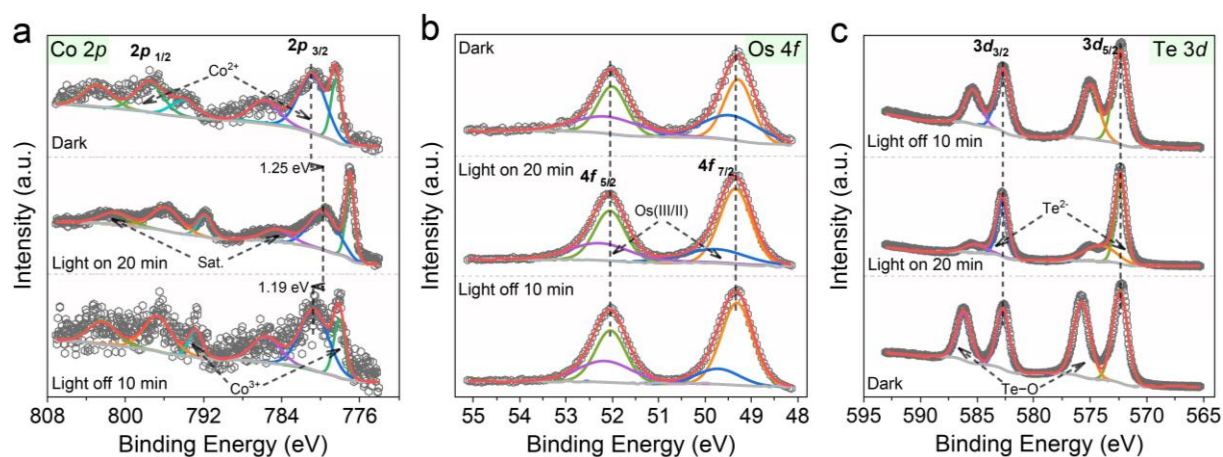 a
Co 2p
2p 1/2
2p 3/2
Co2+
Dark
1.25 eV
Light on 20 min
Sat.
1.19 eV
Co3+
Light off 10 min
808 800 792 784 776
Binding Energy (eV)
Intensity (a.u.)
b
Os 4f
Dark
Light on 20 min
4f 5/2
4f 7/2
Os(III/II)
Light off 10 min
55 54 53 52 51 50 49 48
Binding Energy (eV)
Intensity (a.u.)
c
Te 3d
3d3/2
3d5/2
Light off 10 min
Te2-
Light on 20 min
Te−O
Dark
595 590 585 580 575 570 565
Binding Energy (eV)
Intensity (a.u.)